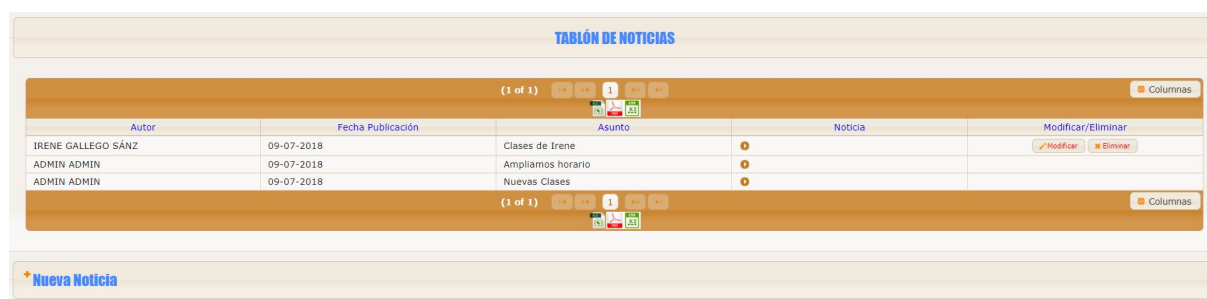 TABLÓN DE NOTICIAS
(1 of 1) 1 Columnas
Autor Fecha Publicación Asunto Noticia Modificar/Eliminar
IRENE GALLEGO SÁNZ 09-07-2018 Clases de Irene Modificar Eliminar
ADMIN ADMIN 09-07-2018 Ampliamos horario
ADMIN ADMIN 09-07-2018 Nuevas Clases
(1 of 1) 1 Columnas
Nueva Noticia